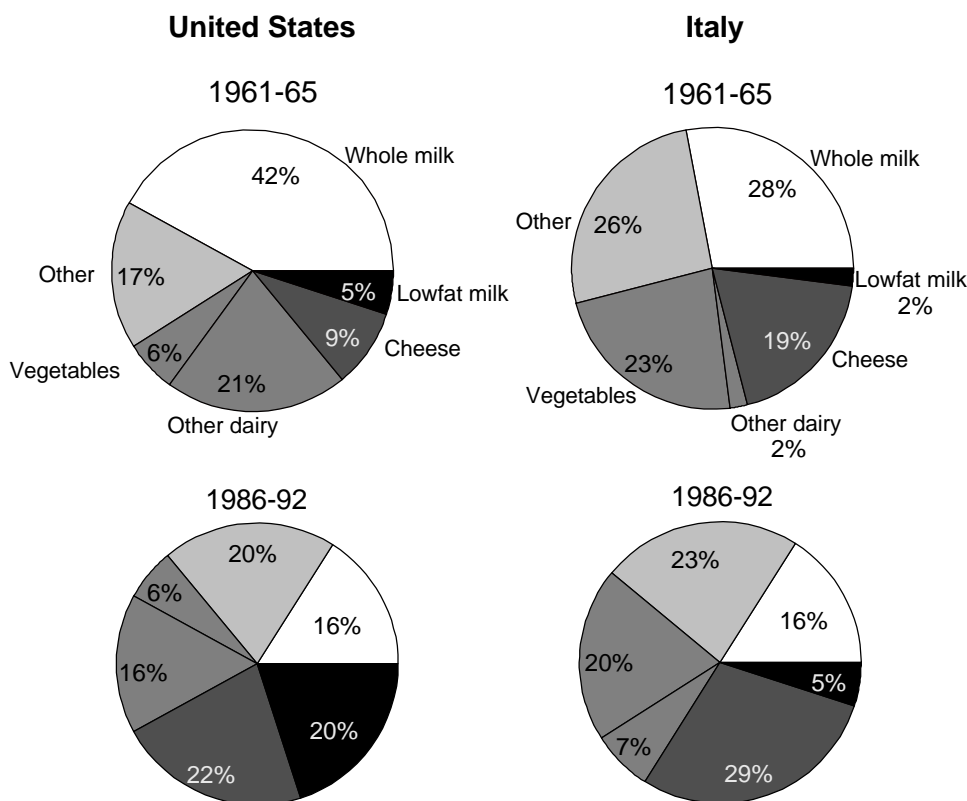 United States
Italy
1961-65
1961-65
Whole milk
42%
Other
17%
5%
Lowfat milk
9%
Cheese
6%
Vegetables
21%
Other dairy
Whole milk
28%
Other
26%
Lowfat milk
2%
19%
Cheese
23%
Vegetables
Other dairy
2%
1986-92
20%
6%
16%
16%
20%
22%
1986-92
23%
16%
20%
5%
7%
29%